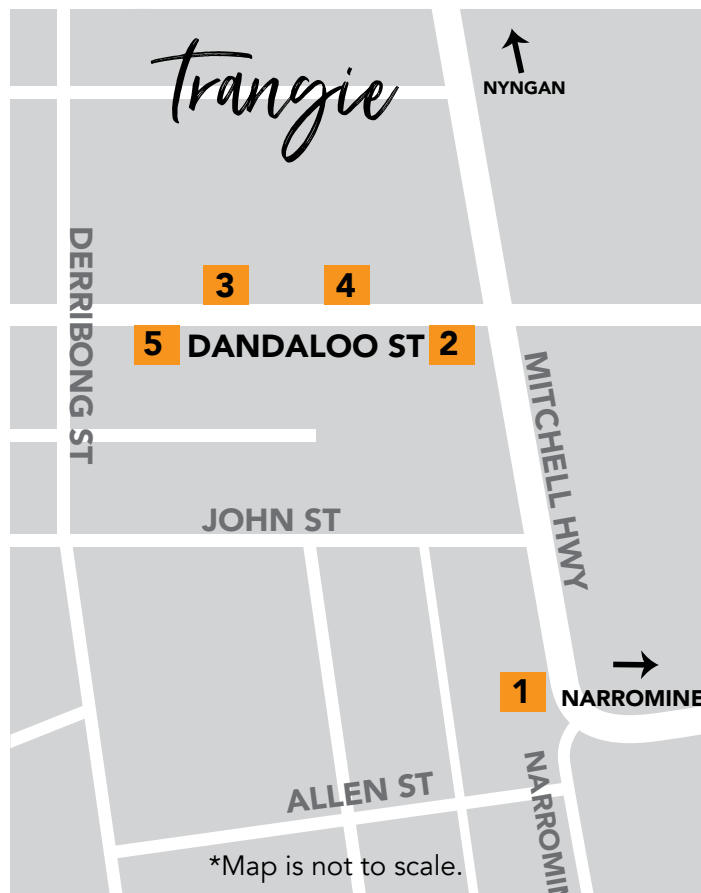 Trangie
NYNGAN
DERRIBONG ST
3
4
5
DANDALOO ST
2
MITCHELL HWY
JOHN ST
1
NARROMINE
ALLEN ST
NARROMIN
*Map is not to scale.